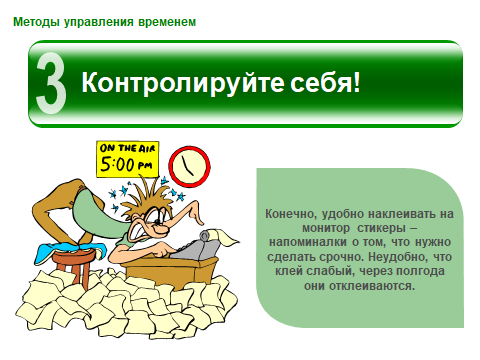 Методы управления временем
3
Контролируйте себя!
ON THE AIR
5:00 PM
Конечно, удобно наклеивать на
монитор стикеры –
напоминалки о том, что нужно
сделать срочно. Неудобно, что
клей слабый, через полгода
они отклеиваются.